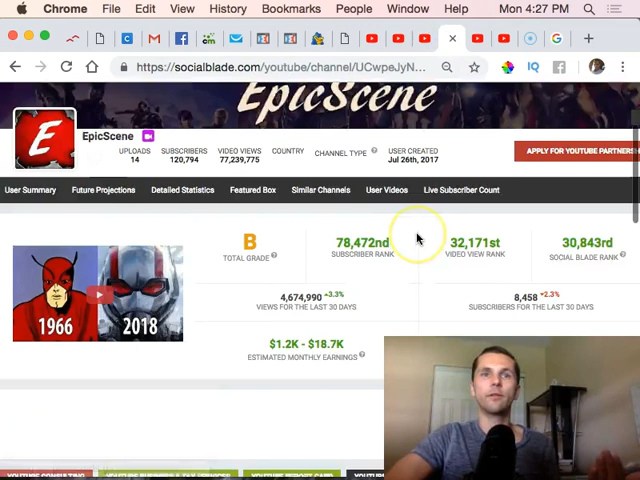 Chrome File Edit View History Bookmarks People Window Mon 4:27 PM
https://socialblade.com/youtube/channel/UCwpeJyN...
EpicScene
EpicScene
UPLOADS
14
SUBSCRIBERS
120,794
VIDEO VIEWS
77,239,775
COUNTRY
CHANNEL TYPE
USER CREATED
Jul 26th, 2017
APPLY FOR YOUTUBE PARTNERSH
User Summary Future Projections Detailed Statistics Featured Box Similar Channels User Videos Live Subscriber Count
B
TOTAL GRADE
78,472nd
SUBSCRIBER RANK
32,171st
VIDEO VIEW RANK
30,843rd
SOCIAL BLADE RANK
4,674,990 +3.3%
VIEWS FOR THE LAST 30 DAYS
8,458 -2.3%
SUBSCRIBERS FOR THE LAST 30 DAYS
$1.2K - $18.7K
ESTIMATED MONTHLY EARNINGS
1966
2018